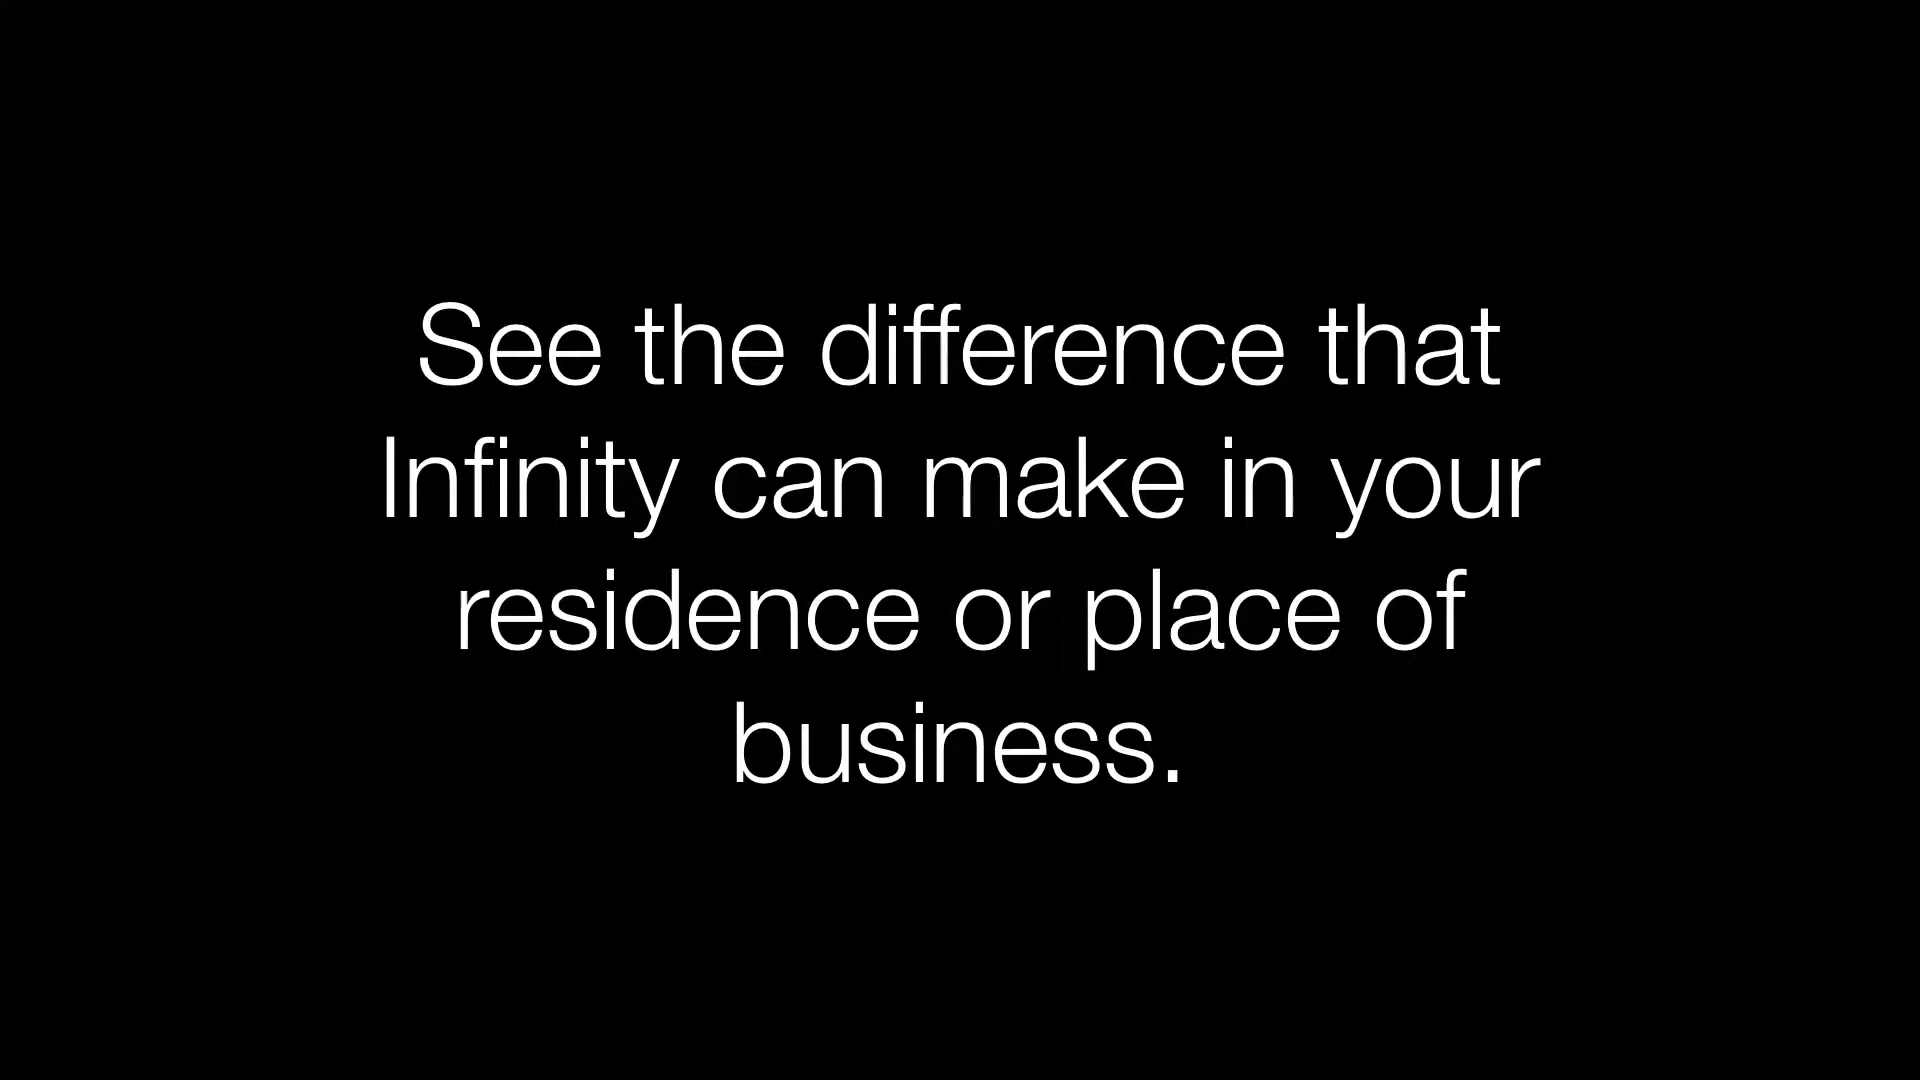 See the difference that
Infinity can make in your
residence or place of
business.